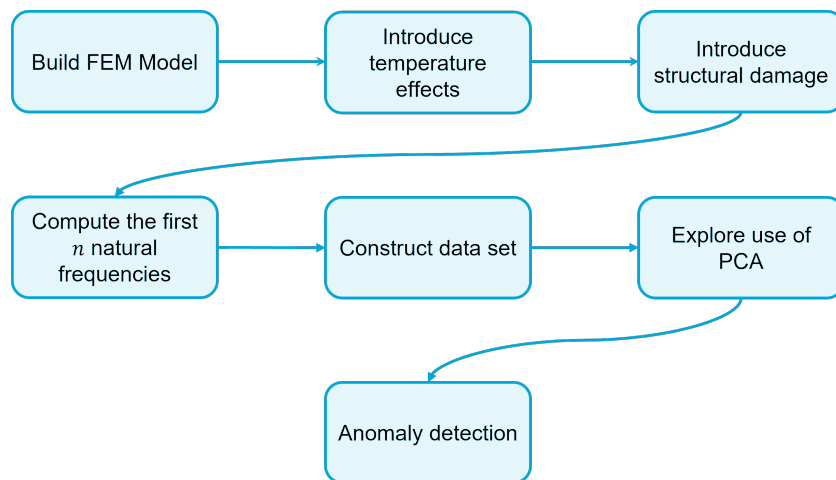 Build FEM Model
Introduce
temperature
effects
Introduce
structural damage
Compute the first
n natural
frequencies
Construct data set
Explore use of
PCA
Anomaly detection